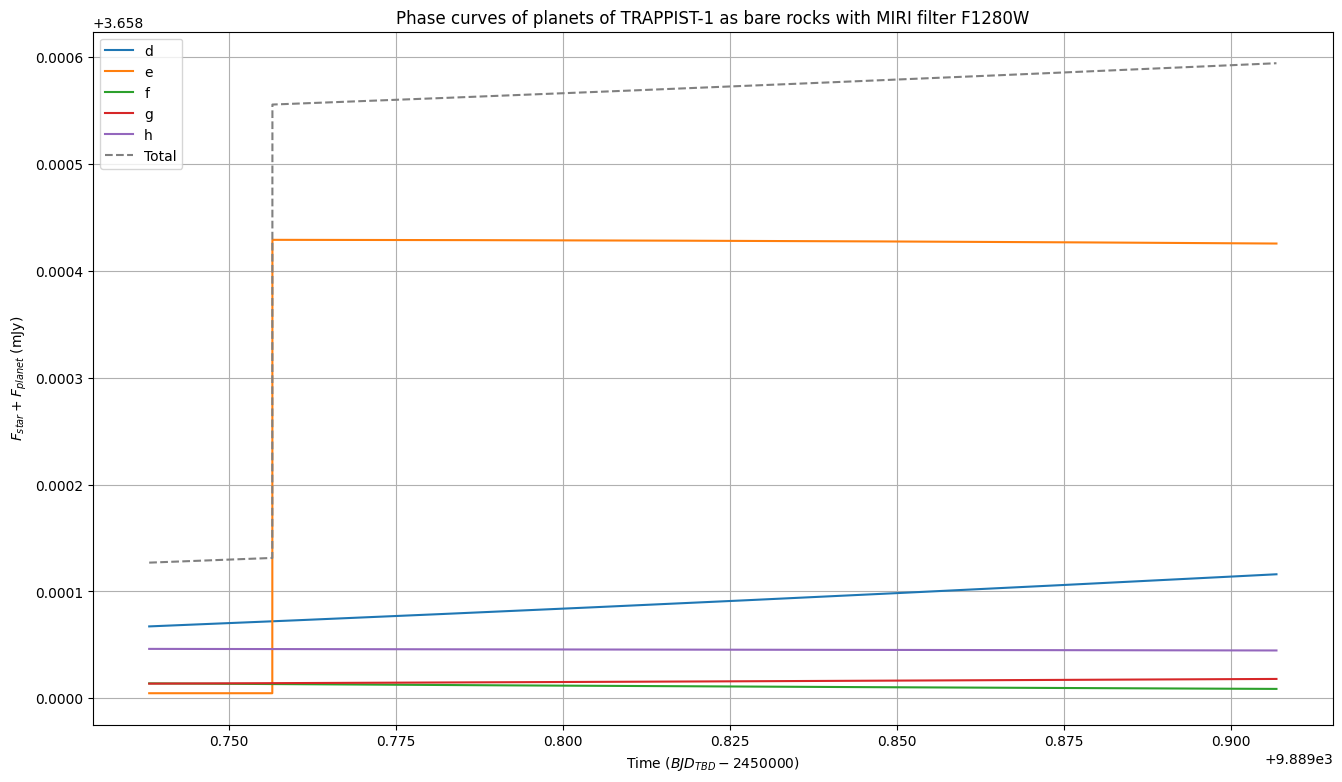 Phase curves of planets of TRAPPIST-1 as bare rocks with MIRI filter F1280W
+3.658
d
e
f
g
h
Total
0.0006
0.0005
0.0004
0.0003
0.0002
0.0001
0.0000
F_star + F_planet (mJy)
0.750 0.775 0.800 0.825 0.850 0.875 0.900
+9.889e3
Time (BJD_TBD − 2450000)